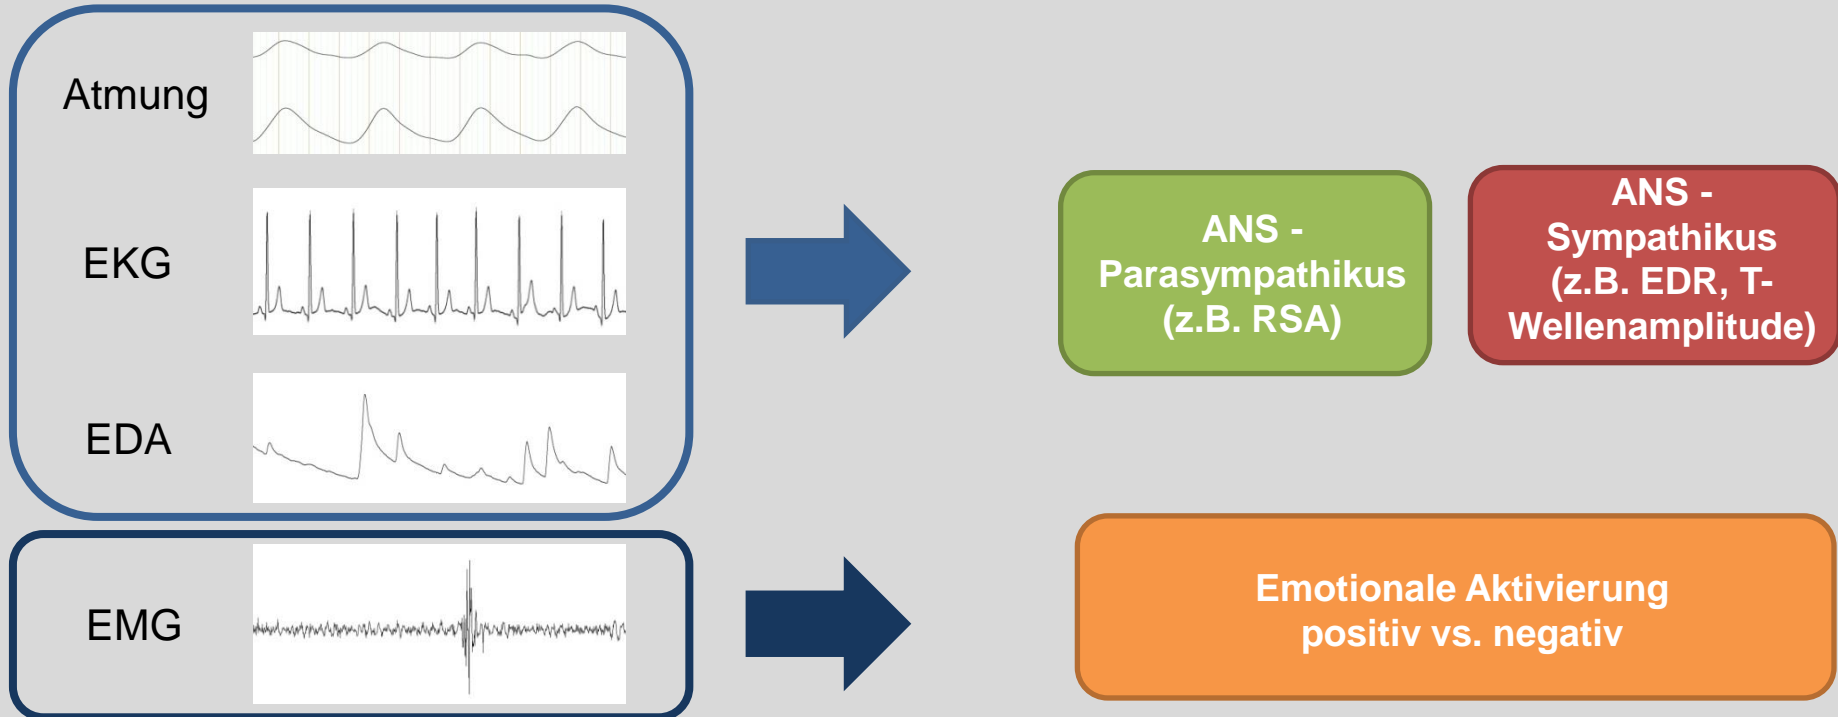 Atmung
EKG
EDA
EMG
ANS -
Parasympathikus
(z.B. RSA)
ANS -
Sympathikus
(z.B. EDR, T-
Wellenamplitude)
Emotionale Aktivierung
positiv vs. negativ